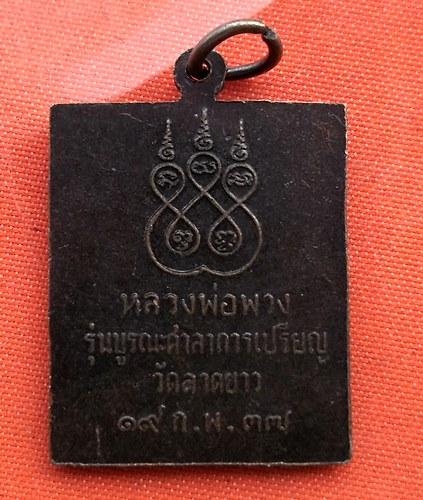 หลวงพ่อพวง
รุ่นบูรณะศาลาการเปรียญ
วัดลาดยาว
๑๙ ก.พ. ๓๗